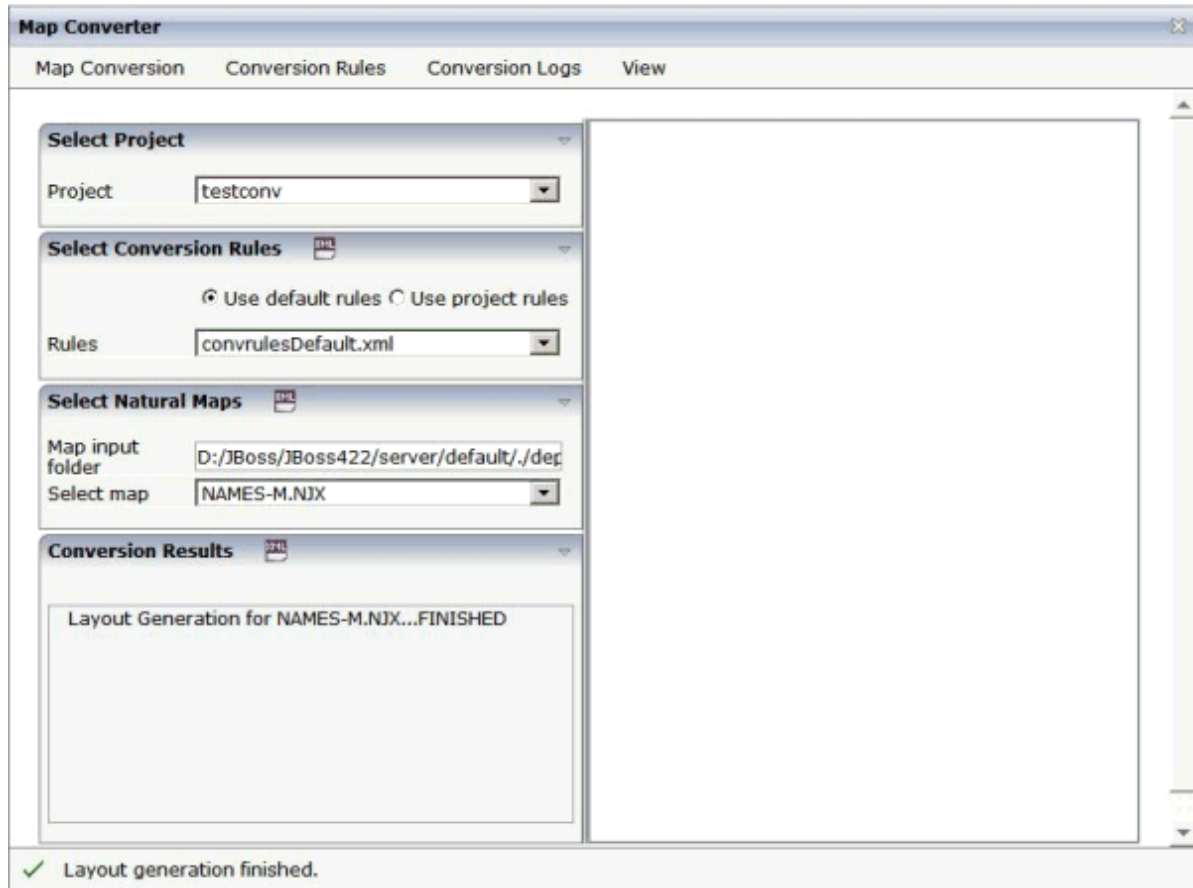 Map Converter
Map Conversion Conversion Rules Conversion Logs View
Select Project
Project testconv
Select Conversion Rules
Use default rules Use project rules
Rules convrulesDefault.xml
Select Natural Maps
Map input
folder D:/JBoss/JBoss422/server/default/./dep
Select map NAMES-M.NJX
Conversion Results
Layout Generation for NAMES-M.NJX...FINISHED
Layout generation finished.